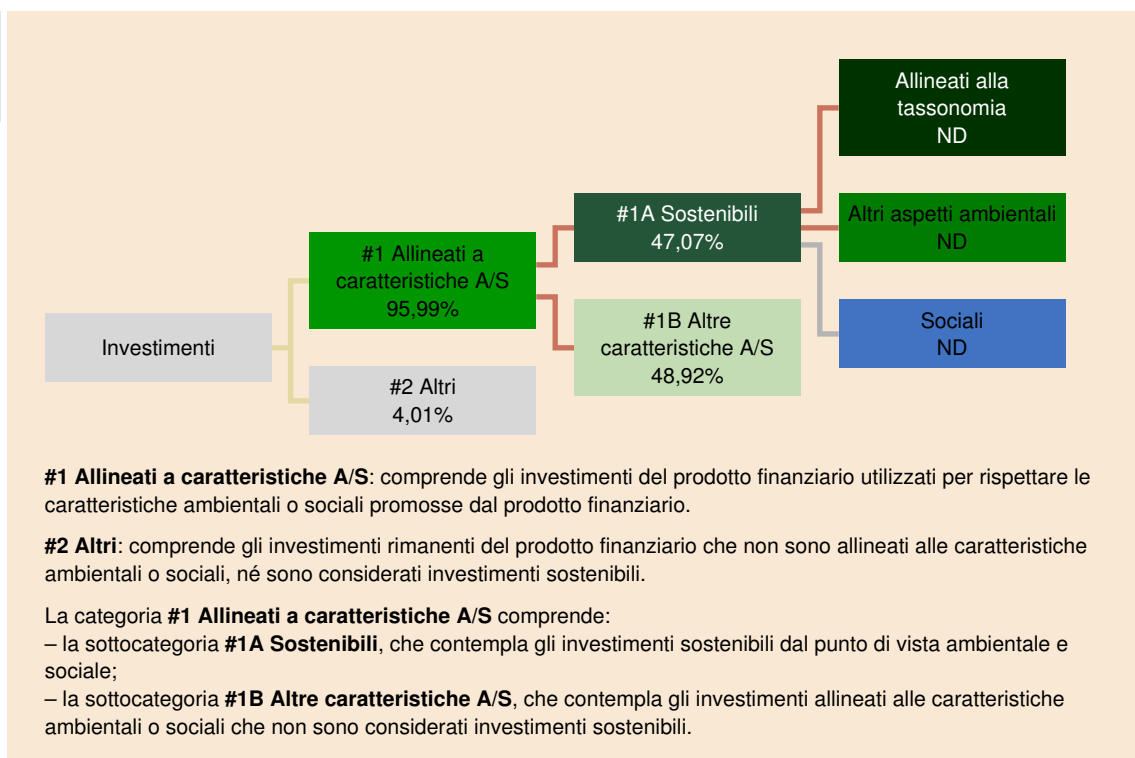 Allineati alla
tassonomia
ND
#1A Sostenibili
47,07%
Altri aspetti ambientali
ND
#1 Allineati a
caratteristiche A/S
95,99%
#1B Altre
caratteristiche A/S
48,92%
Sociali
ND
Investimenti
#2 Altri
4,01%
#1 Allineati a caratteristiche A/S: comprende gli investimenti del prodotto finanziario utilizzati per rispettare le
caratteristiche ambientali o sociali promosse dal prodotto finanziario.
#2 Altri: comprende gli investimenti rimanenti del prodotto finanziario che non sono allineati alle caratteristiche
ambientali o sociali, né sono considerati investimenti sostenibili.
La categoria #1 Allineati a caratteristiche A/S comprende:
– la sottocategoria #1A Sostenibili, che contempla gli investimenti sostenibili dal punto di vista ambientale e
sociale;
– la sottocategoria #1B Altre caratteristiche A/S, che contempla gli investimenti allineati alle caratteristiche
ambientali o sociali che non sono considerati investimenti sostenibili.